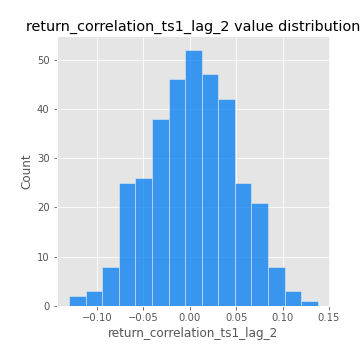 return_correlation_ts1_lag_2 value distribution
50
40
30
20
10
0
Count
−0.10 −0.05 0.00 0.05 0.10 0.15
return_correlation_ts1_lag_2